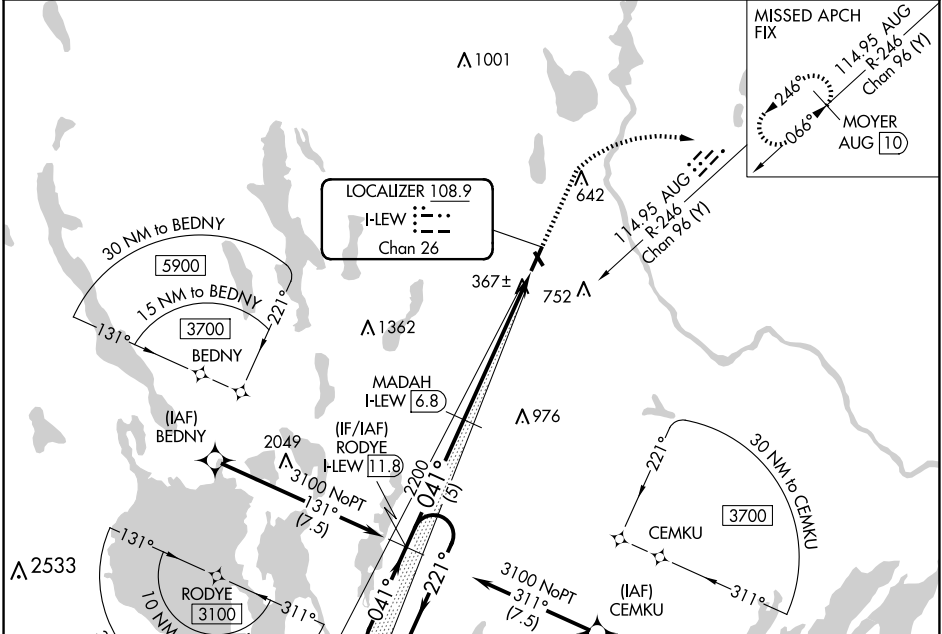 MISSED APCH
FIX
114.95 AUG
R-246
Chan 96 (Y)
246°
066°
MOYER
AUG 10
1001
LOCALIZER 108.9
I-LEW
Chan 26
642
114.95 AUG
R-246
Chan 96 (Y)
367±
752
30 NM to BEDNY
5900
15 NM to BEDNY
3700
131°
221°
BEDNY
1362
MADAH
I-LEW 6.8
976
(IAF)
BEDNY
2049
(IF/IAF)
RODYE
I-LEW 11.8
3100 NoPT
131°
(7.5)
2200
041°
(5)
30 NM to CEMKU
221°
3700
CEMKU
311°
2533
131°
RODYE
3100
311°
10 NM
041°
221°
3100 NoPT
311°
(7.5)
(IAF)
CEMKU